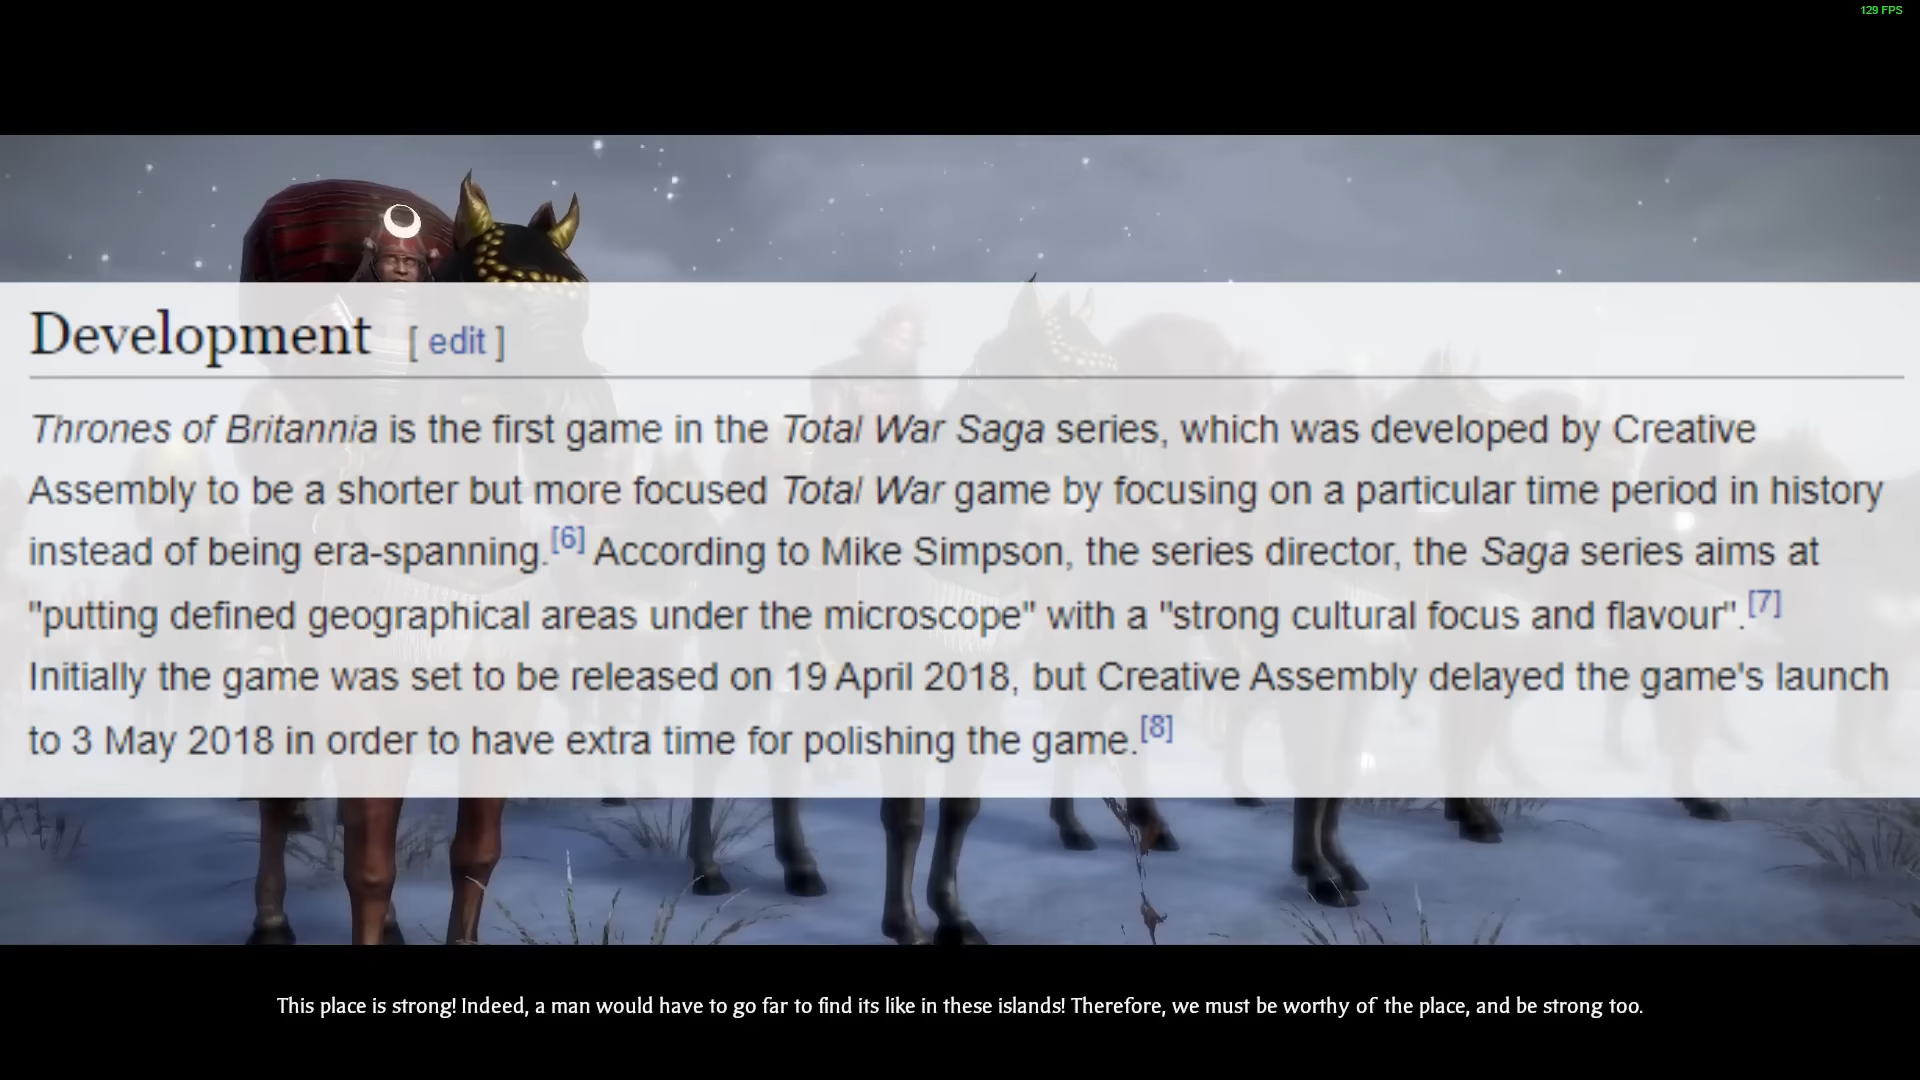 129 FPS
Development [ edit ]
Thrones of Britannia is the first game in the Total War Saga series, which was developed by Creative
Assembly to be a shorter but more focused Total War game by focusing on a particular time period in history
instead of being era-spanning.[6] According to Mike Simpson, the series director, the Saga series aims at
"putting defined geographical areas under the microscope" with a "strong cultural focus and flavour".[7]
Initially the game was set to be released on 19 April 2018, but Creative Assembly delayed the game's launch
to 3 May 2018 in order to have extra time for polishing the game.[8]
This place is strong! Indeed, a man would have to go far to find its like in these islands! Therefore, we must be worthy of the place, and be strong too.